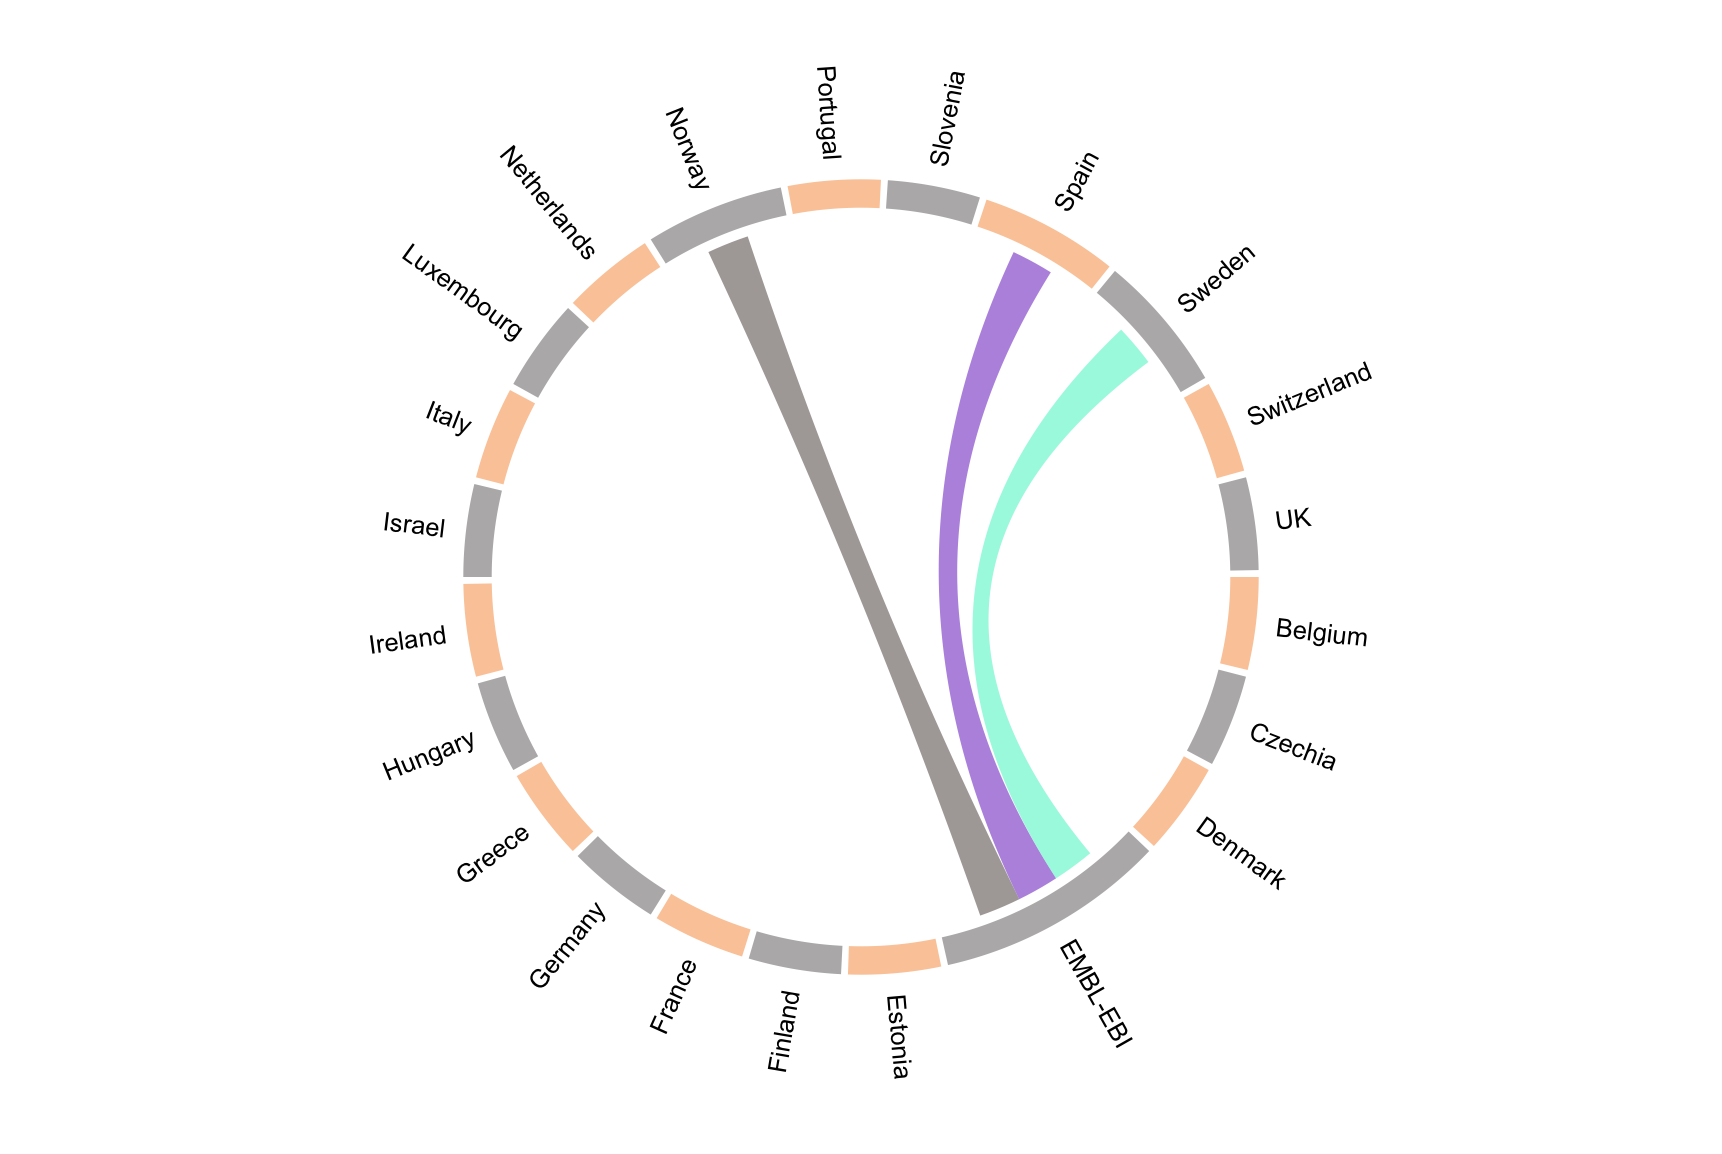 Portugal
Slovenia
Spain
Sweden
Switzerland
UK
Belgium
Czechia
Denmark
EMBL-EBI
Estonia
Finland
France
Germany
Greece
Hungary
Ireland
Israel
Italy
Luxembourg
Netherlands
Norway